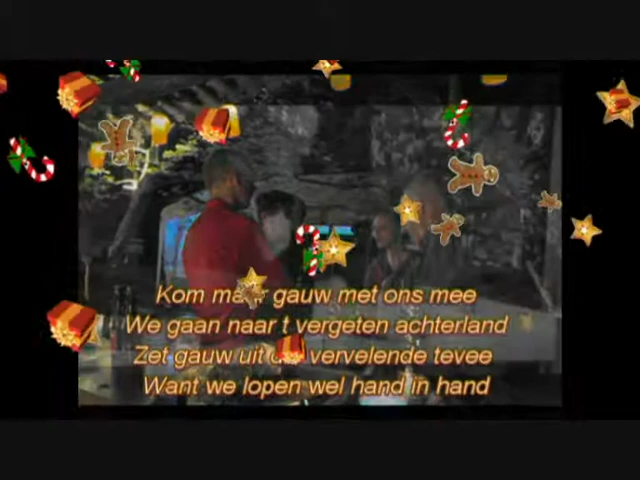 Kom maar gauw met ons mee
We gaan naar t vergeten achterland
Zet gauw uit vervelende tevee
Want we lopen wel hand in hand